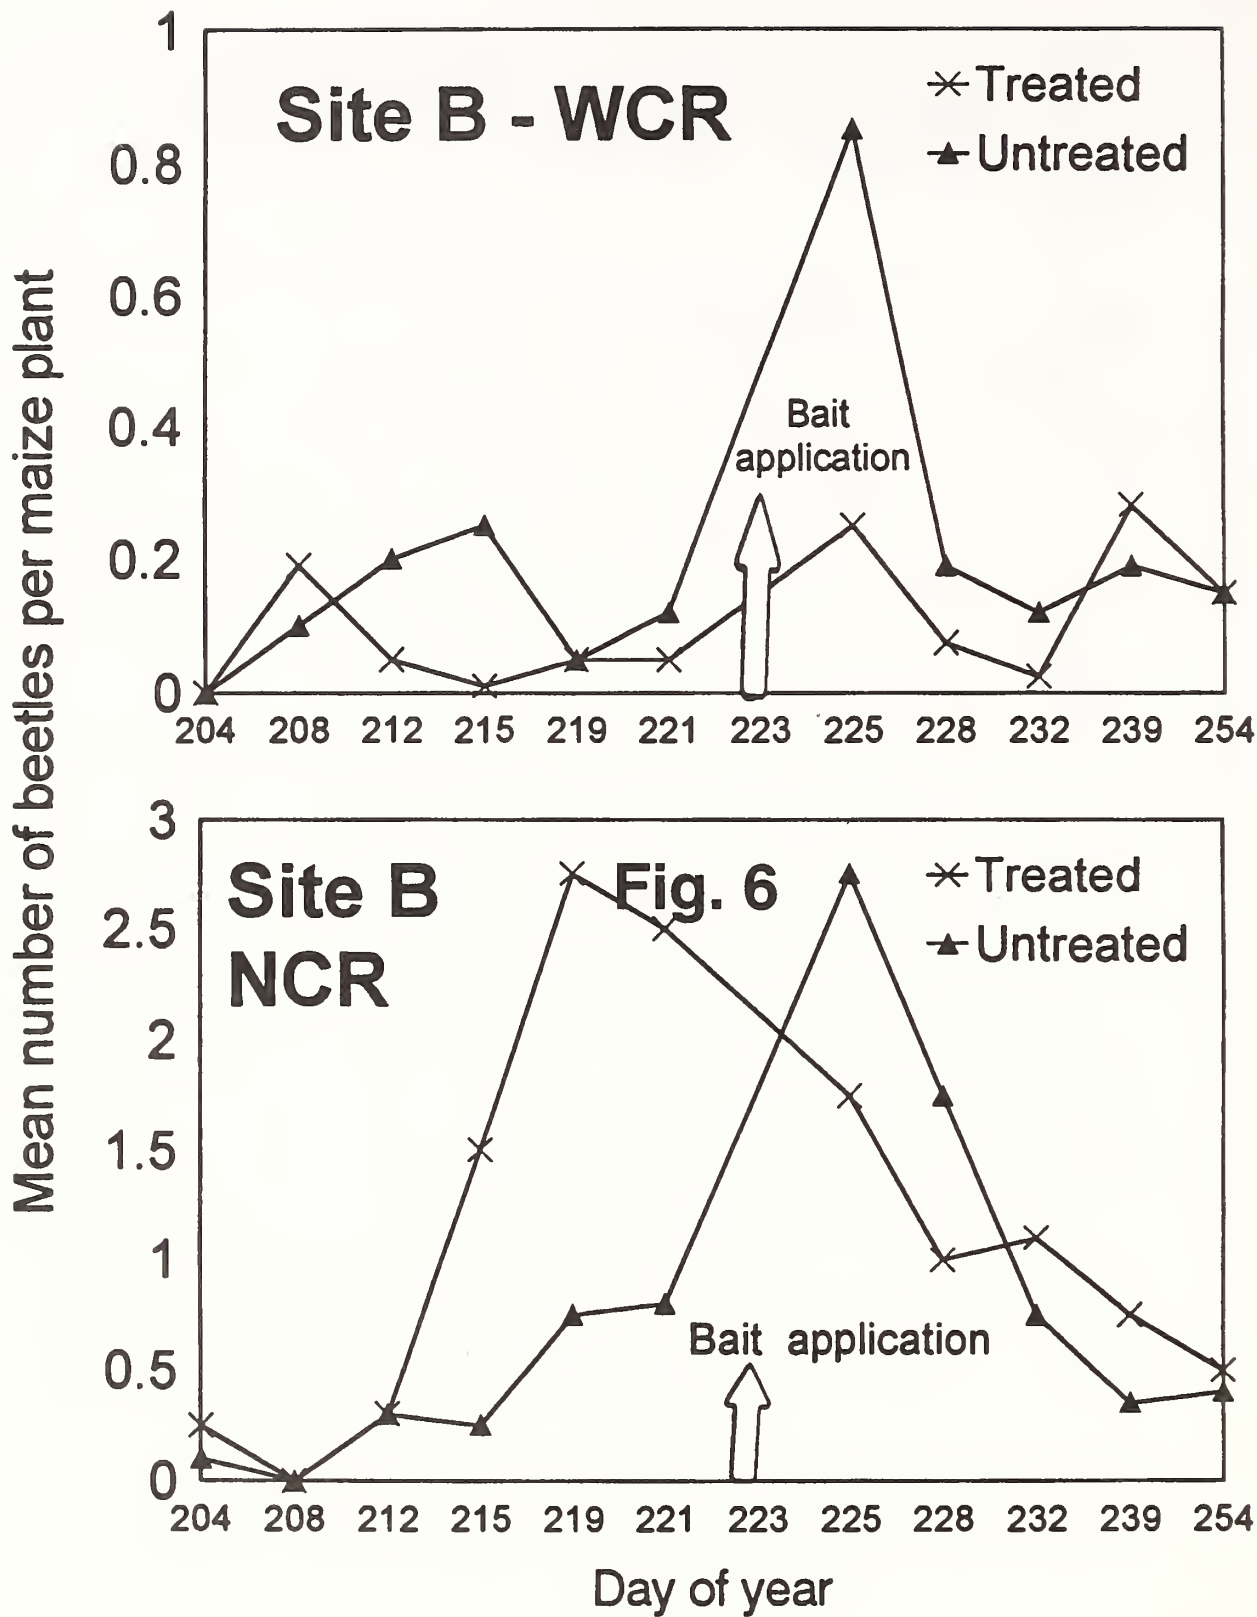 Mean number of beetles per maize plant
1
0.8
0.6
0.4
0.2
0
Site B - WCR
Treated
Untreated
Bait
application
204 208 212 215 219 221 223 225 228 232 239 254
3
2.5
2
1.5
1
0.5
0
Site B
NCR
Fig. 6
Treated
Untreated
Bait application
204 208 212 215 219 221 223 225 228 232 239 254
Day of year